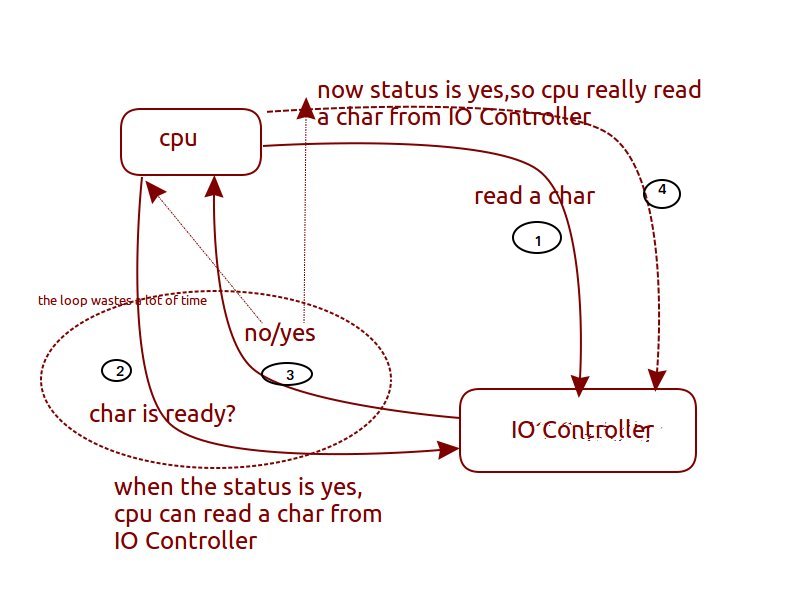 now status is yes,so cpu really read
a char from IO Controller
cpu
read a char
4
1
the loop wastes a lot of time
no/yes
2
3
char is ready?
IO Controller
when the status is yes,
cpu can read a char from
IO Controller